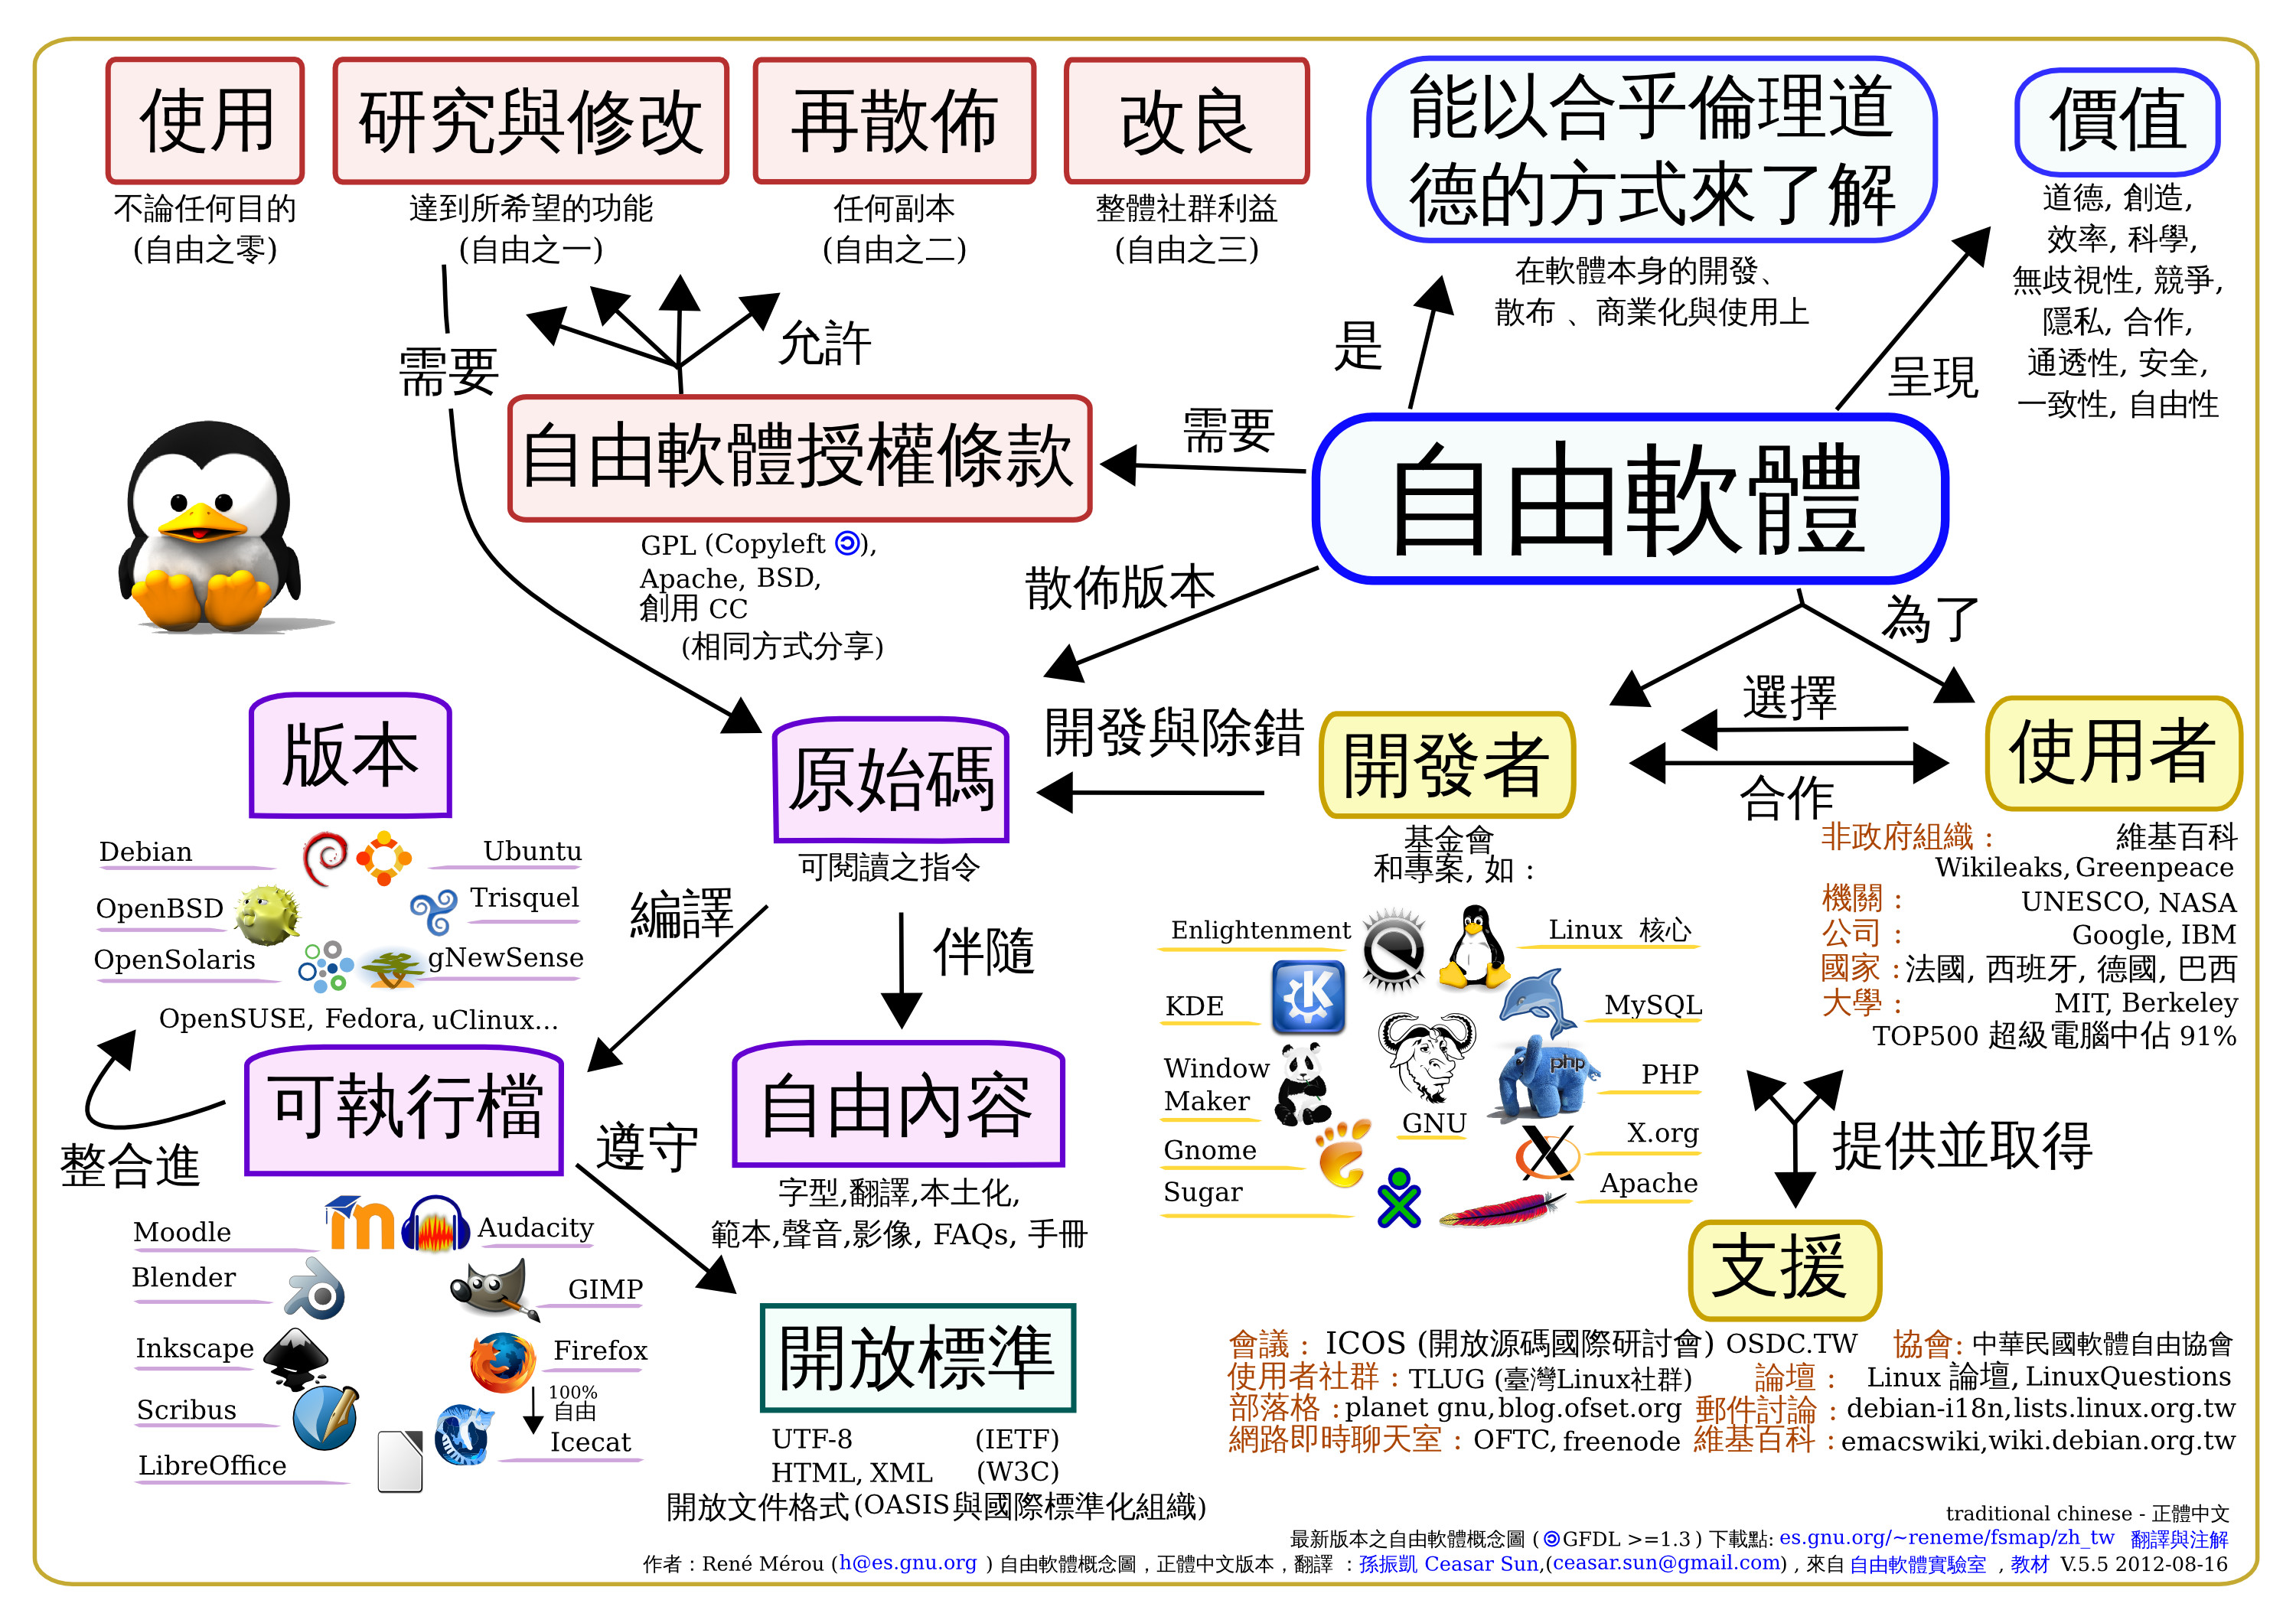 使用
不論任何目的
(自由之零)
研究與修改
達到所希望的功能
(自由之一)
再散佈
任何副本
(自由之二)
改良
整體社群利益
(自由之三)
能以合乎倫理道
德的方式來了解
在軟體本身的開發、
散布 、商業化與使用上
價值
道德, 創造,
效率, 科學,
無歧視性, 競爭,
隱私, 合作,
通透性, 安全,
一致性, 自由性
需要
允許
是
呈現
自由軟體授權條款
需要
自由軟體
GPL (Copyleft ),
Apache, BSD,
創用 CC
(相同方式分享)
散佈版本
為了
版本
原始碼
可閱讀之指令
開發與除錯
開發者
選擇
合作
使用者
Debian
Ubuntu
OpenBSD
Trisquel
OpenSolaris
gNewSense
OpenSUSE, Fedora, uClinux...
編譯
伴隨
基金會
和專案, 如 :
Enlightenment
Linux 核心
KDE
MySQL
Window
Maker
php
PHP
GNU
Gnome
X.org
Sugar
Apache
非政府組織 : 維基百科
Wikileaks, Greenpeace
機關 : UNESCO, NASA
公司 : Google, IBM
國家 : 法國, 西班牙, 德國, 巴西
大學 : MIT, Berkeley
TOP500 超級電腦中佔 91%
可執行檔
整合進
遵守
自由內容
字型,翻譯,本土化,
範本,聲音,影像, FAQs, 手冊
提供並取得
支援
Moodle
Audacity
Blender
GIMP
Inkscape
Firefox
100%
自由
Scribus
Icecat
LibreOffice
開放標準
UTF-8 (IETF)
HTML, XML (W3C)
開放文件格式 (OASIS與國際標準化組織)
會議 : ICOS (開放源碼國際研討會) OSDC.TW 協會: 中華民國軟體自由協會
使用者社群 : TLUG (臺灣Linux社群) 論壇 : Linux 論壇, LinuxQuestions
部落格 : planet gnu, blog.ofset.org 郵件討論 : debian-i18n, lists.linux.org.tw
網路即時聊天室 : OFTC, freenode 維基百科 : emacswiki, wiki.debian.org.tw
traditional chinese - 正體中文
最新版本之自由軟體概念圖 ( GFDL >=1.3 ) 下載點: es.gnu.org/~reneme/fsmap/zh_tw 翻譯與注解
作者 : René Mérou (h@es.gnu.org ) 自由軟體概念圖 , 正體中文版本 , 翻譯 : 孫振凱 Ceasar Sun,(ceasar.sun@gmail.com) , 來自 自由軟體實驗室 , 教材 V.5.5 2012-08-16